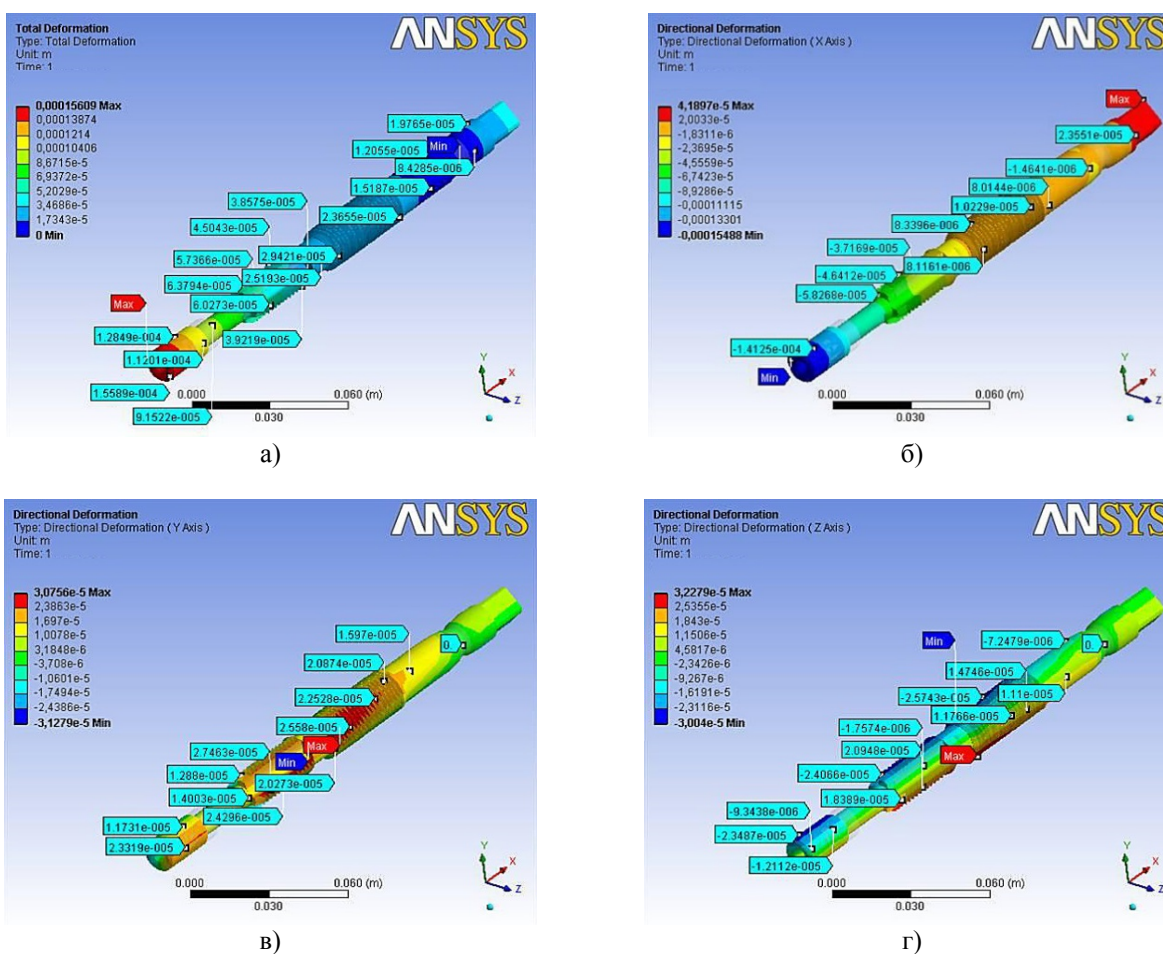 Total Deformation
Type: Total Deformation
Unit: m
Time: 1
ANSYS
0,00015609 Max
0,00013874
0,0001214
0,00010406
8,6715e-5
6,9372e-5
5,2029e-5
3,4686e-5
1,7343e-5
0 Min
1.9765e-005
1.2055e-005
Min
8.4285e-006
1.5187e-005
3.8575e-005
2.3655e-005
4.5043e-005
5.7366e-005
2.9421e-005
2.5193e-005
6.3794e-005
6.0273e-005
Max
1.2849e-004
3.9219e-005
1.1201e-004
1.5589e-004
9.1522e-005
0.000
0.060 (m)
0.030
Y
X
Z
а)
Directional Deformation
Type: Directional Deformation ( X Axis )
Unit: m
Time: 1
ANSYS
4,1897e-5 Max
2,0033e-5
-1,8311e-6
-2,3695e-5
-4,5559e-5
-6,7423e-5
-8,9286e-5
-0,00011115
-0,00013301
-0,00015488 Min
Max
2.3551e-005
-1.4641e-006
8.0144e-006
1.0229e-005
8.3396e-006
-3.7169e-005
8.1161e-006
-4.6412e-005
-5.8268e-005
-1.4125e-004
Min
0.000
0.060 (m)
0.030
Y
X
Z
б)
Directional Deformation
Type: Directional Deformation ( Y Axis )
Unit: m
Time: 1
ANSYS
3,0756e-5 Max
2,3863e-5
1,697e-5
1,0078e-5
3,1848e-6
-3,708e-6
-1,0601e-5
-1,7494e-5
-2,4386e-5
-3,1279e-5 Min
1.597e-005
0.
2.0874e-005
2.2528e-005
2.558e-005
Max
2.7463e-005
Min
1.288e-005
2.0273e-005
1.4003e-005
2.4296e-005
1.1731e-005
2.3319e-005
0.000
0.060 (m)
0.030
Y
X
Z
в)
Directional Deformation
Type: Directional Deformation ( Z Axis )
Unit: m
Time: 1
ANSYS
3,2279e-5 Max
2,5355e-5
1,843e-5
1,1506e-5
4,5817e-6
-2,3426e-6
-9,267e-6
-1,6191e-5
-2,3116e-5
-3,004e-5 Min
Min
-7.2479e-006
0.
1.4746e-005
-2.5743e-005
1.11e-005
1.1766e-005
-1.7574e-006
2.0948e-005
Max
-2.4066e-005
1.8389e-005
-9.3438e-006
-2.3487e-005
-1.2112e-005
0.000
0.060 (m)
0.030
Y
X
Z
г)